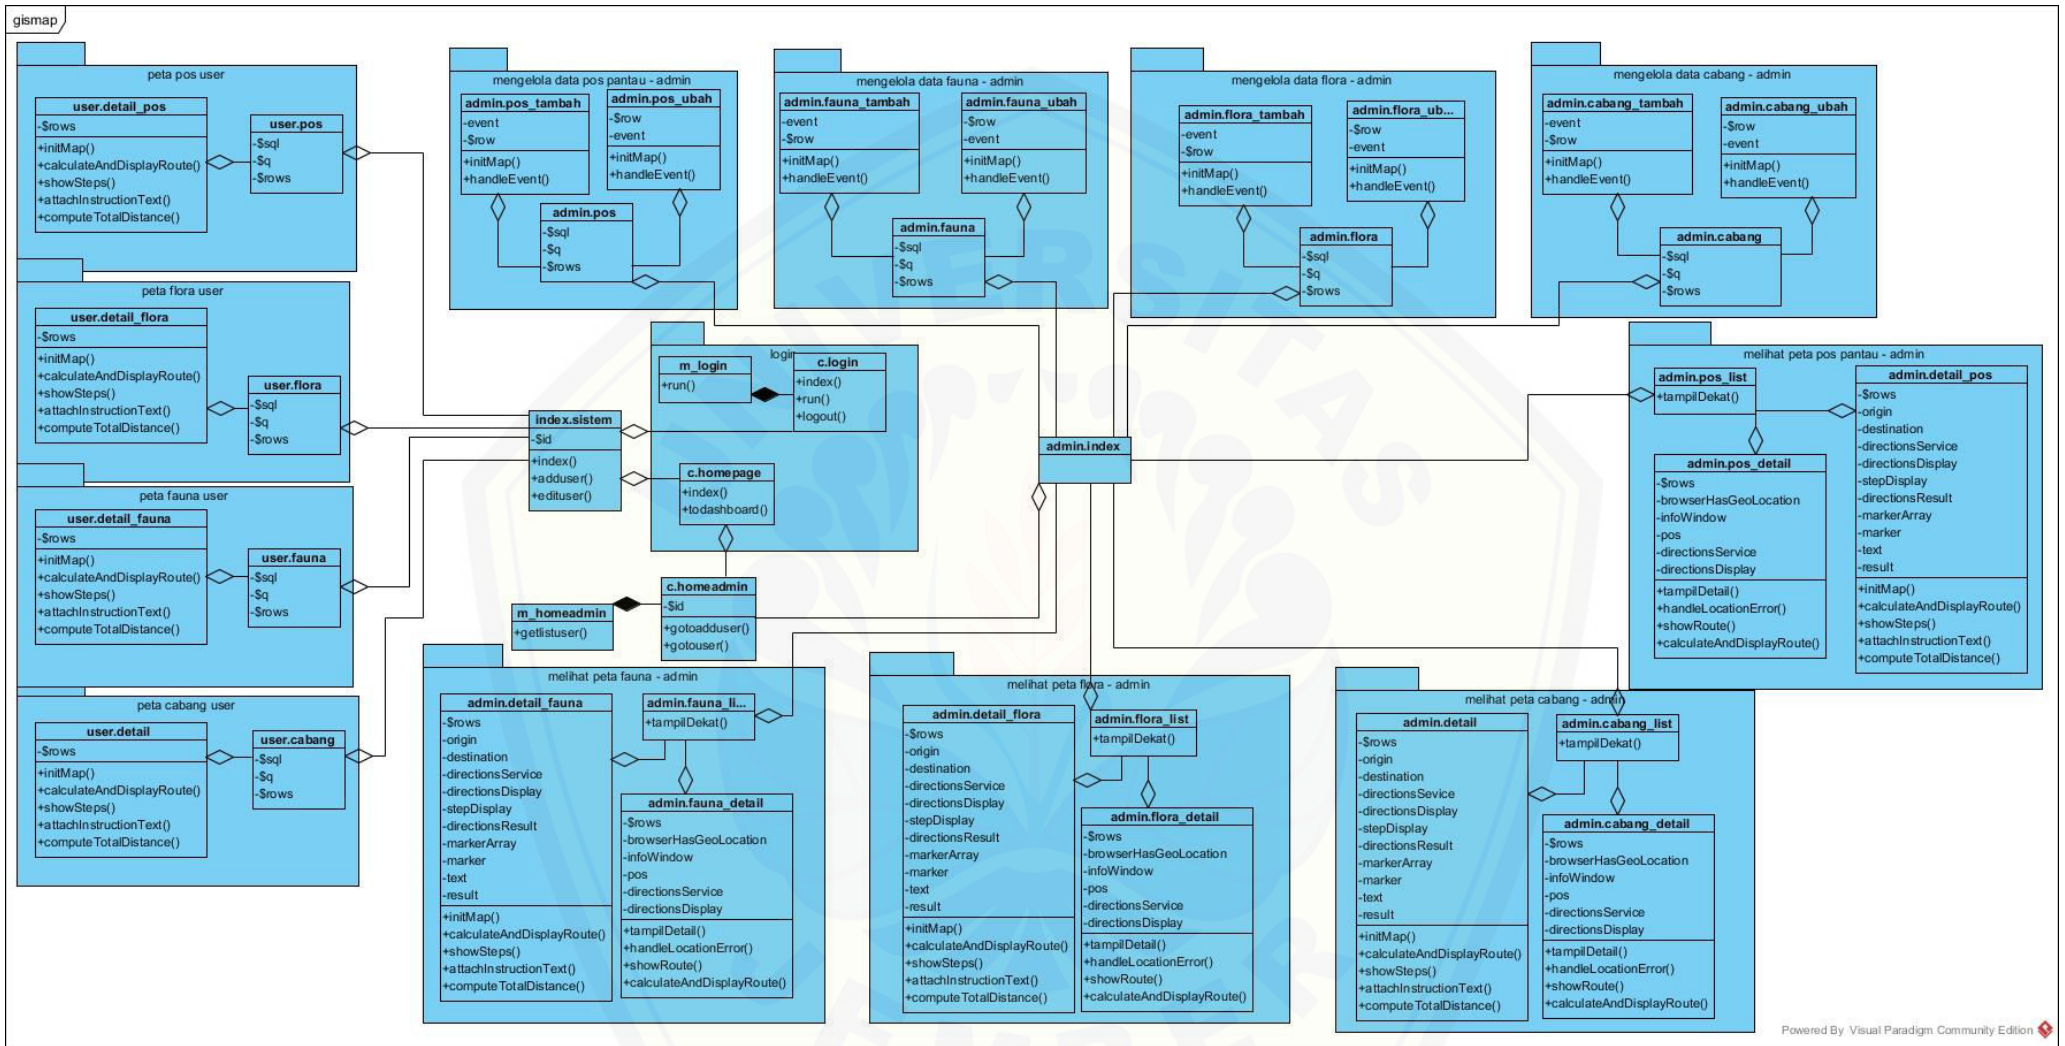 gismap
peta pos user
user.detail_pos
-$rows
+initMap()
+calculateAndDisplayRoute()
+showSteps()
+attachInstructionText()
+computeTotalDistance()
user.pos
-$sql
-$q
-$rows
peta flora user
user.detail_flora
-$rows
+initMap()
+calculateAndDisplayRoute()
+showSteps()
+attachInstructionText()
+computeTotalDistance()
user.flora
-$sql
-$q
-$rows
peta fauna user
user.detail_fauna
-$rows
+initMap()
+calculateAndDisplayRoute()
+showSteps()
+attachInstructionText()
+computeTotalDistance()
user.fauna
-$sql
-$q
-$rows
peta cabang user
user.detail
-$rows
+initMap()
+calculateAndDisplayRoute()
+showSteps()
+attachInstructionText()
+computeTotalDistance()
user.cabang
-$sql
-$q
-$rows
mengelola data pos pantau - admin
admin.pos_tambah
-event
-$row
+initMap()
+handleEvent()
admin.pos_ubah
-$row
-event
+initMap()
+handleEvent()
admin.pos
-$sql
-$q
-$rows
mengelola data fauna - admin
admin.fauna_tambah
-event
-$row
+initMap()
+handleEvent()
admin.fauna_ubah
-$row
-event
+initMap()
+handleEvent()
admin.fauna
-$sql
-$q
-$rows
mengelola data flora - admin
admin.flora_tambah
-event
-$row
+initMap()
+handleEvent()
admin.flora_ub...
-$row
-event
+initMap()
+handleEvent()
admin.flora
-$sql
-$q
-$rows
mengelola data cabang - admin
admin.cabang_tambah
-event
-$row
+initMap()
+handleEvent()
admin.cabang_ubah
-$row
-event
+initMap()
+handleEvent()
admin.cabang
-$sql
-$q
-$rows
login
m_login
+run()
c.login
+index()
+run()
+logout()
index.sistem
-$id
+index()
+adduser()
+edituser()
c.homepage
+index()
+todashboard()
c.homeadmin
-$id
+gotoadduser()
+gotouser()
m_homeadmin
+getlistuser()
admin.index
melihat peta pos pantau - admin
admin.pos_list
+tampilDekat()
admin.detail_pos
-$rows
-origin
-destination
-directionsService
-directionsDisplay
-stepDisplay
-directionsResult
-markerArray
-marker
-text
-result
+initMap()
+calculateAndDisplayRoute()
+showSteps()
+attachInstructionText()
+computeTotalDistance()
admin.pos_detail
-$rows
-browserHasGeoLocation
-infoWindow
-pos
-directionsService
-directionsDisplay
+tampilDetail()
+handleLocationError()
+showRoute()
+calculateAndDisplayRoute()
melihat peta fauna - admin
admin.detail_fauna
-$rows
-origin
-destination
-directionsService
-directionsDisplay
-stepDisplay
-directionsResult
-markerArray
-marker
-text
-result
+initMap()
+calculateAndDisplayRoute()
+showSteps()
+attachInstructionText()
+computeTotalDistance()
admin.fauna_li...
+tampilDekat()
admin.fauna_detail
-$rows
-browserHasGeoLocation
-infoWindow
-pos
-directionsService
-directionsDisplay
+tampilDetail()
+handleLocationError()
+showRoute()
+calculateAndDisplayRoute()
melihat peta flora - admin
admin.detail_flora
-$rows
-origin
-destination
-directionsService
-directionsDisplay
-stepDisplay
-directionsResult
-markerArray
-marker
-text
-result
+initMap()
+calculateAndDisplayRoute()
+showSteps()
+attachInstructionText()
+computeTotalDistance()
admin.flora_list
+tampilDekat()
admin.flora_detail
-$rows
-browserHasGeoLocation
-infoWindow
-pos
-directionsService
-directionsDisplay
+tampilDetail()
+handleLocationError()
+showRoute()
+calculateAndDisplayRoute()
melihat peta cabang - admin
admin.detail
-$rows
-origin
-destination
-directionsSevice
-directionsDisplay
-stepDisplay
-directionsResult
-markerArray
-marker
-text
-result
+initMap()
+calculateAndDisplayRoute()
+showSteps()
+attachInstructionText()
+computeTotalDistance()
admin.cabang_list
+tampilDekat()
admin.cabang_detail
-$rows
-browserHasGeoLocation
-infoWindow
-pos
-directionsService
-directionsDisplay
+tampilDetail()
+handleLocationError()
+showRoute()
+calculateAndDisplayRoute()
UNIVERSITAS
JEMBER
Powered By Visual Paradigm Community Edition